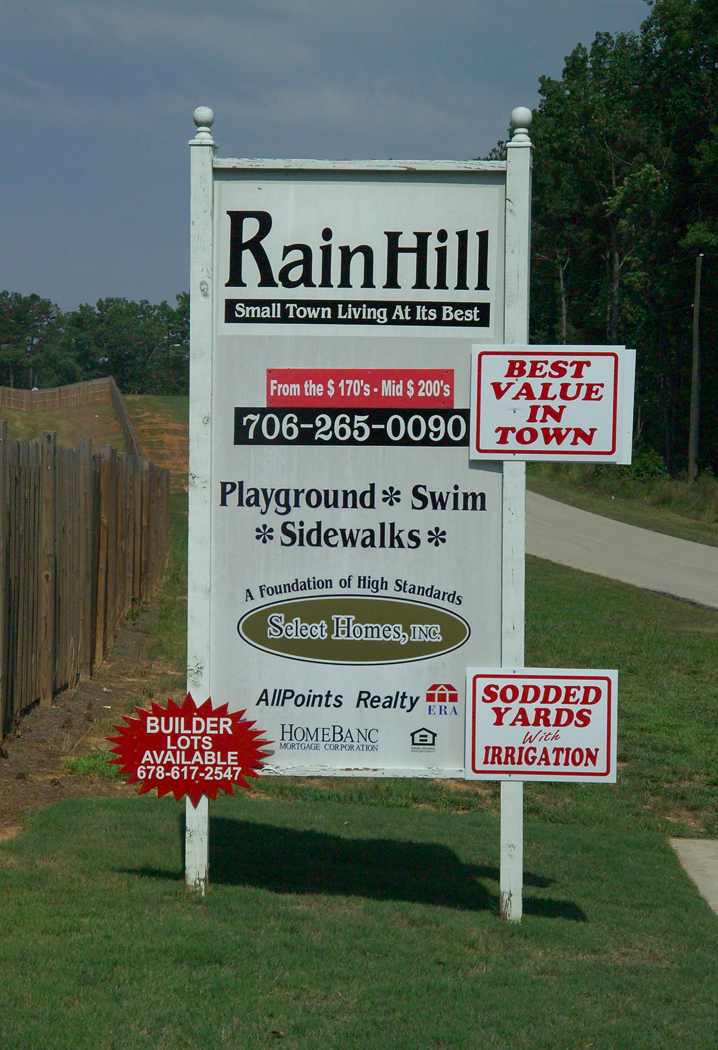 RainHill
Small Town Living At Its Best
From the $ 170's - Mid $ 200's
706-265-0090
BEST
VALUE
IN
TOWN
Playground * Swim
* Sidewalks *
A Foundation of High Standards
Select Homes, INC.
AllPoints Realty
ERA
HOMEBANC
MORTGAGE CORPORATION
SODDED
YARDS
With
IRRIGATION
BUILDER
LOTS
AVAILABLE
678-617-2547